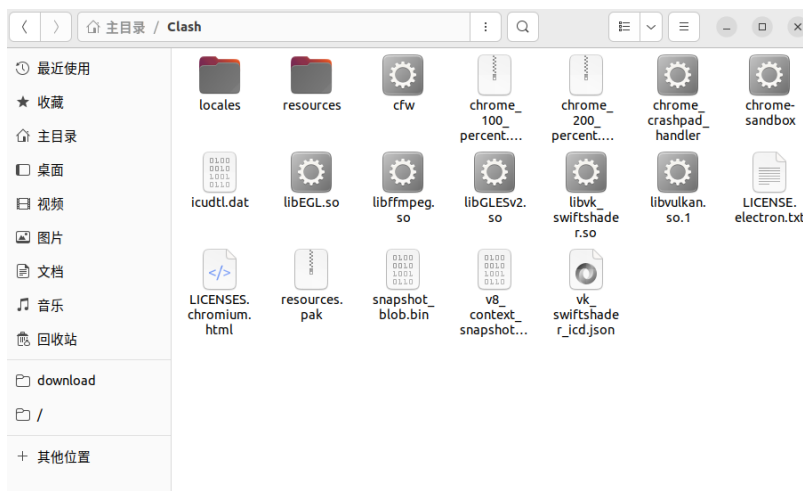 主目录 / Clash
最近使用
收藏
主目录
桌面
视频
图片
文档
音乐
回收站
download
/
其他位置
locales
resources
cfw
chrome_
100_
percent....
chrome_
200_
percent....
chrome_
crashpad_
handler
chrome-
sandbox
icudtl.dat
libEGL.so
libffmpeg.
so
libGLESv2.
so
libvk_
swiftshade
r.so
libvulkan.
so.1
LICENSE.
electron.txt
LICENSES.
chromium.
html
resources.
pak
snapshot_
blob.bin
v8_
context_
snapshot...
vk_
swiftshade
r_icd.json